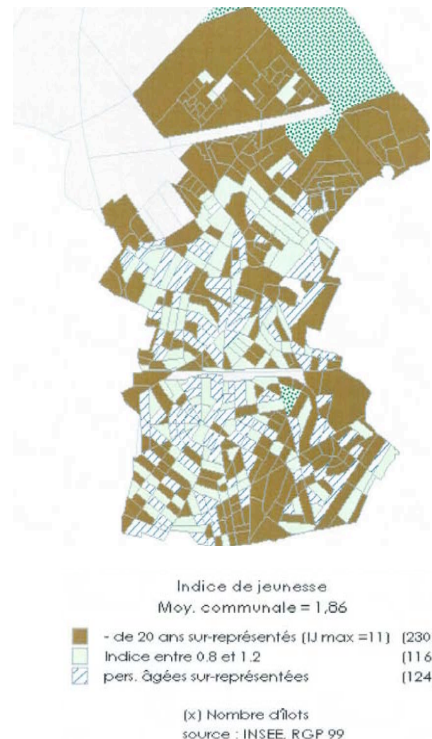 Indice de jeunesse
Moy. communale = 1,86
- de 20 ans sur-représentés (IJ max =11) (230
Indice entre 0.8 et 1.2 (116
pers. âgées sur-représentées (124
(x) Nombre d'îlots
source : INSEE, RGP 99